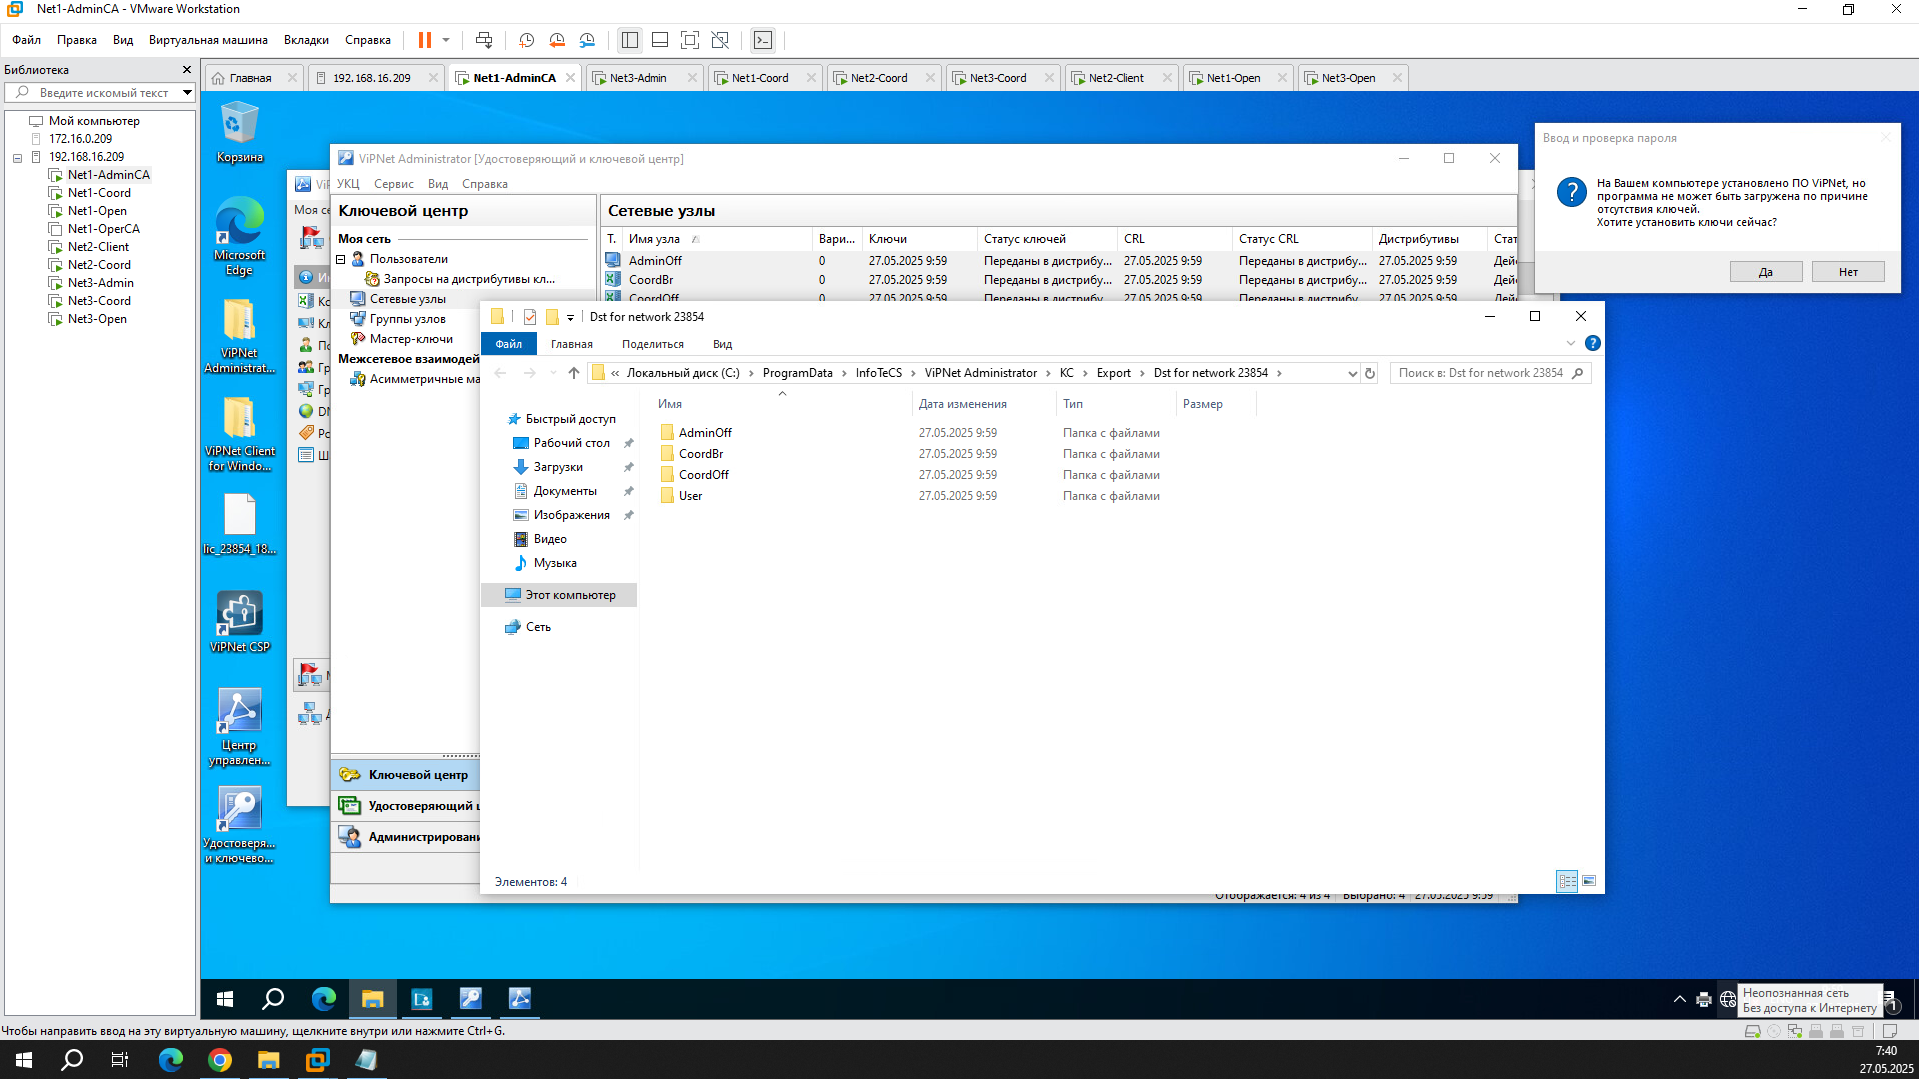 Net1-AdminCA - VMware Workstation
Файл Правка Вид Виртуальная машина Вкладки Справка
Библиотека
Введите искомый текст
Мой компьютер
172.16.0.209
192.168.16.209
Net1-AdminCA
Net1-Coord
Net1-Open
Net1-OperCA
Net2-Client
Net2-Coord
Net3-Admin
Net3-Coord
Net3-Open
Главная 192.168.16.209 Net1-AdminCA Net3-Admin Net1-Coord Net2-Coord Net3-Coord Net2-Client Net1-Open Net3-Open
Корзина
Microsoft
Edge
ViPNet
Administrat...
ViPNet Client
for Windo...
lic_23854_18...
ViPNet CSP
Центр
управлен...
Удостоверя...
и ключево...
Моя се
ViPNet Administrator [Удостоверяющий и ключевой центр]
УКЦ Сервис Вид Справка
Ключевой центр
Моя сеть
Пользователи
Запросы на дистрибутивы кл...
Сетевые узлы
Группы узлов
Мастер-ключи
Межсетевое взаимодей
Асимметричные ма
Ключевой центр
Удостоверяющий ц
Администрировани
Сетевые узлы
Т. Имя узла Вари... Ключи Статус ключей CRL Статус CRL Дистрибутивы Стат
AdminOff 0 27.05.2025 9:59 Переданы в дистрибу... 27.05.2025 9:59 Переданы в дистрибу... 27.05.2025 9:59 Дей
CoordBr 0 27.05.2025 9:59 Переданы в дистрибу... 27.05.2025 9:59 Переданы в дистрибу... 27.05.2025 9:59 Дей
CoordOff 0 27.05.2025 9:59 Переданы в дистрибу... 27.05.2025 9:59 Переданы в дистрибу... 27.05.2025 9:59 Дей
Отображается: 4 из 4 Выбрано: 4 27.05.2025 9:59
Dst for network 23854
Файл Главная Поделиться Вид
« Локальный диск (C:) › ProgramData › InfoTeCS › ViPNet Administrator › KC › Export › Dst for network 23854 ›
Поиск в: Dst for network 23854
Быстрый доступ
Рабочий стол
Загрузки
Документы
Изображения
Видео
Музыка
Этот компьютер
Сеть
Имя Дата изменения Тип Размер
AdminOff 27.05.2025 9:59 Папка с файлами
CoordBr 27.05.2025 9:59 Папка с файлами
CoordOff 27.05.2025 9:59 Папка с файлами
User 27.05.2025 9:59 Папка с файлами
Элементов: 4
Ввод и проверка пароля
На Вашем компьютере установлено ПО ViPNet, но
программа не может быть загружена по причине
отсутствия ключей.
Хотите установить ключи сейчас?
Да Нет
Неопознанная сеть
Без доступа к Интернету
1
Чтобы направить ввод на эту виртуальную машину, щелкните внутри или нажмите Ctrl+G.
7:40
27.05.2025